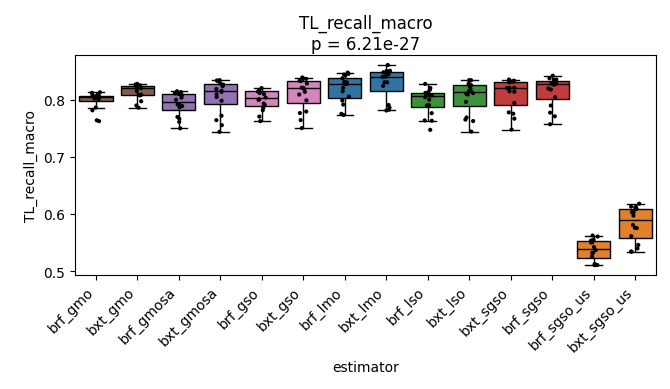 TL_recall_macro
p = 6.21e-27
TL_recall_macro
0.8
0.7
0.6
0.5
brf_gmo
bxt_gmo
brf_gmosa
bxt_gmosa
brf_gso
bxt_gso
brf_lmo
bxt_lmo
brf_lso
bxt_lso
bxt_sgso
brf_sgso
brf_sgso_us
bxt_sgso_us
estimator